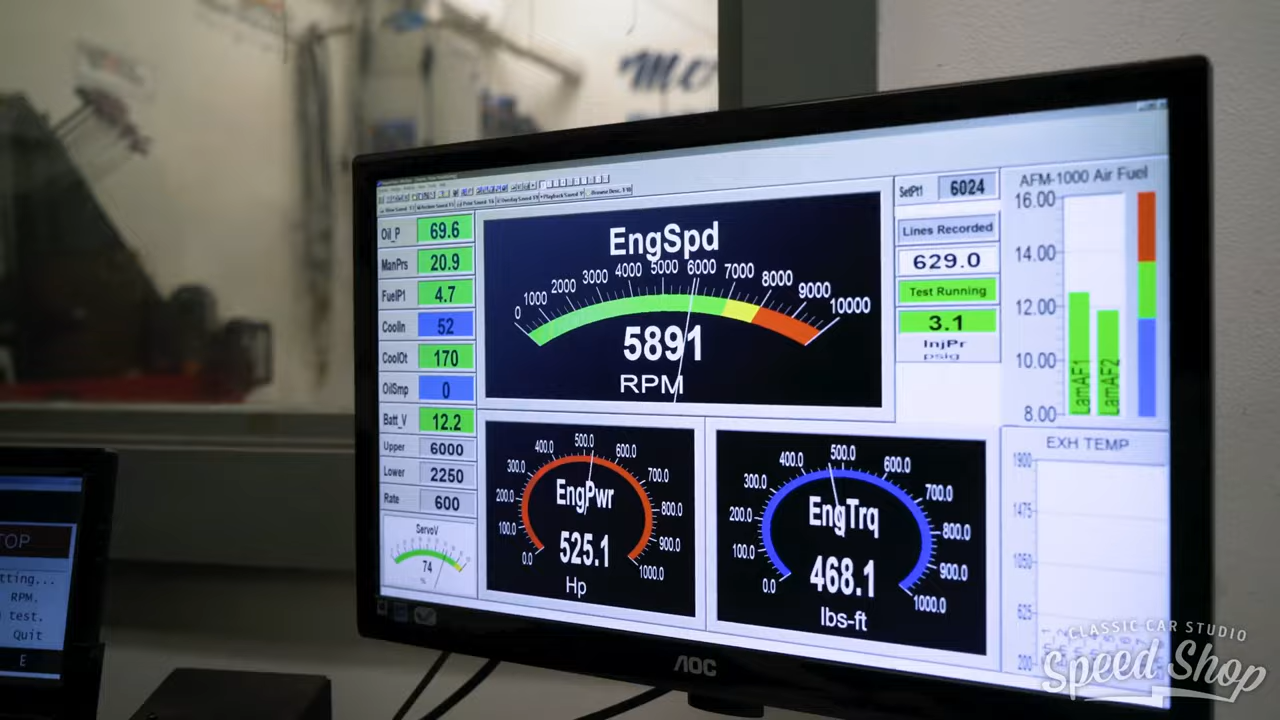 Mc
Oil_P 69.6
ManPrs 20.9
FuelP1 4.7
CoolIn 52
CoolOt 170
OilSmp 0
Batt_V 12.2
Upper 6000
Lower 2250
Rate 600
ServoV
74
%
EngSpd
0 1000 2000 3000 4000 5000 6000 7000 8000 9000 10000
5891
RPM
SetPt1 6024
Lines Recorded
629.0
Test Running
3.1
InjPr
psig
AFM-1000 Air Fuel
16.00
14.00
12.00
10.00
8.00
LamAF1
LamAF2
EngPwr
0.0 100.0 200.0 300.0 400.0 500.0 600.0 700.0 800.0 900.0 1000.0
525.1
Hp
EngTrq
0.0 100.0 200.0 300.0 400.0 500.0 600.0 700.0 800.0 900.0 1000.0
468.1
lbs-ft
EXH TEMP
1900
1475
1050
625
200
TOP
tting...
RPM.
test.
Quit
E
AOC
CLASSIC CAR STUDIO
Speed Shop